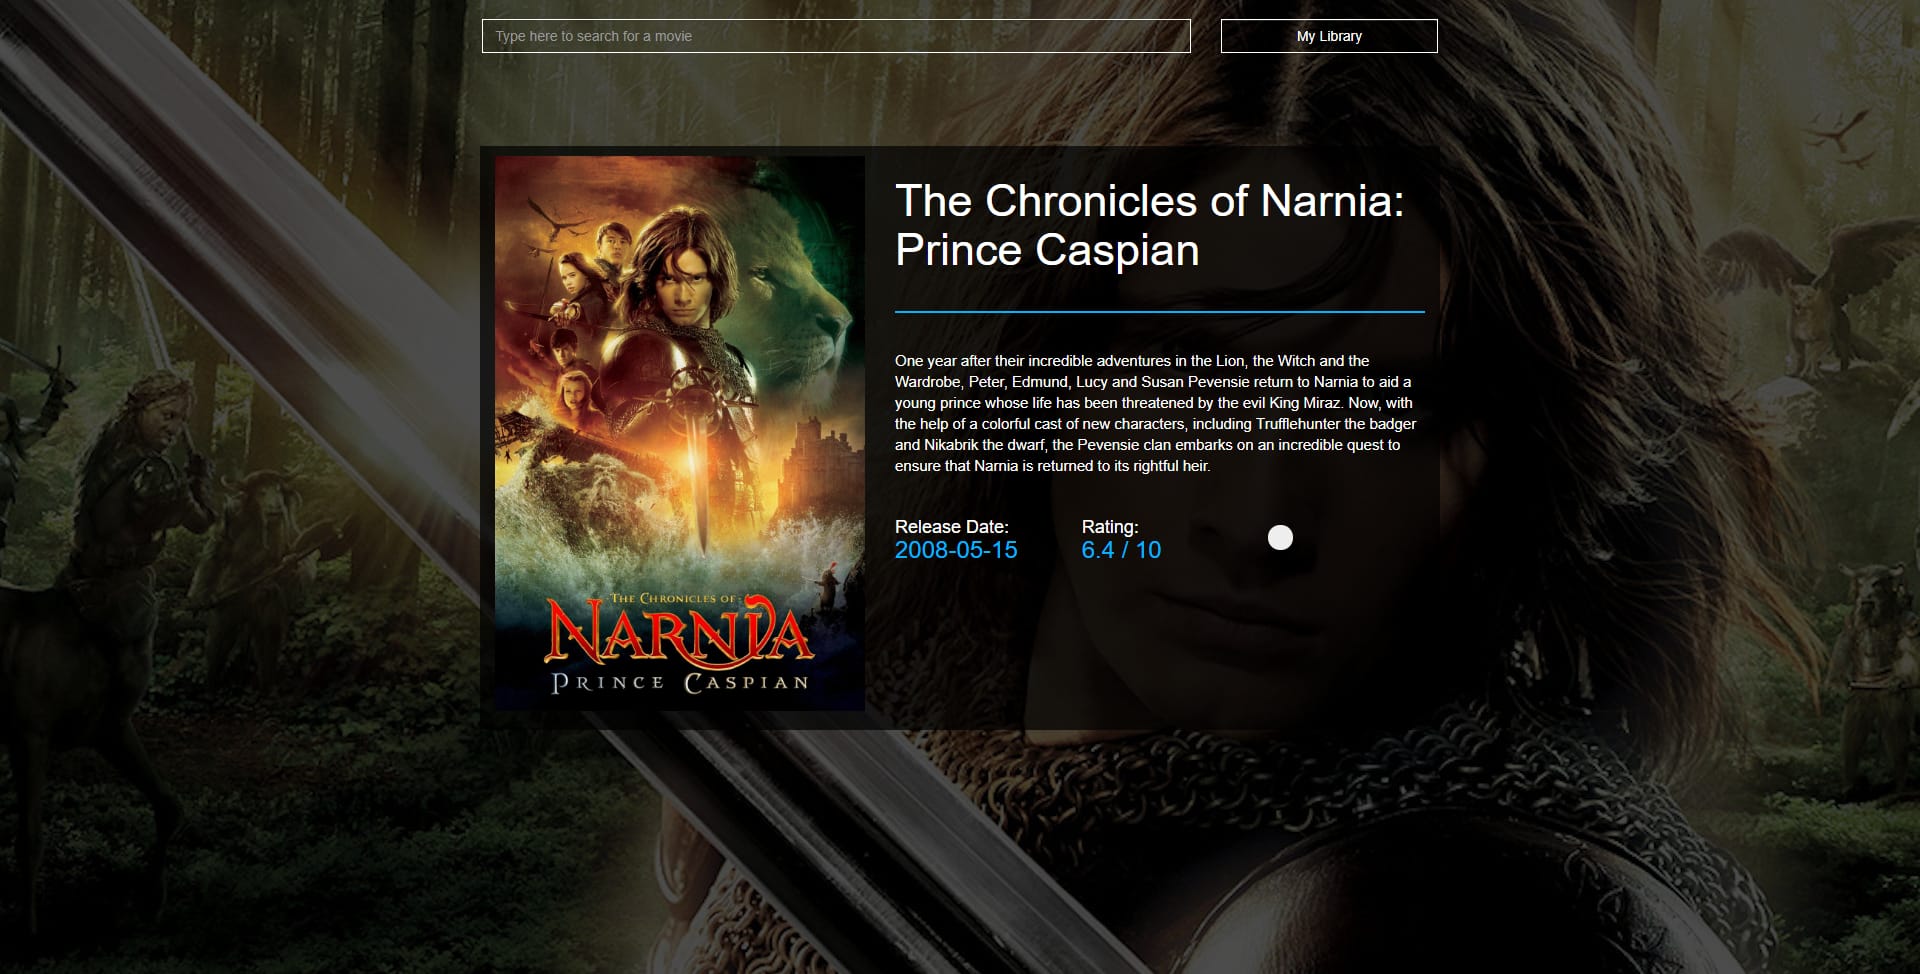 Type here to search for a movie
My Library
THE CHRONICLES OF
NARNIA
PRINCE CASPIAN
The Chronicles of Narnia:
Prince Caspian
One year after their incredible adventures in the Lion, the Witch and the
Wardrobe, Peter, Edmund, Lucy and Susan Pevensie return to Narnia to aid a
young prince whose life has been threatened by the evil King Miraz. Now, with
the help of a colorful cast of new characters, including Trufflehunter the badger
and Nikabrik the dwarf, the Pevensie clan embarks on an incredible quest to
ensure that Narnia is returned to its rightful heir.
Release Date:
2008-05-15
Rating:
6.4 / 10